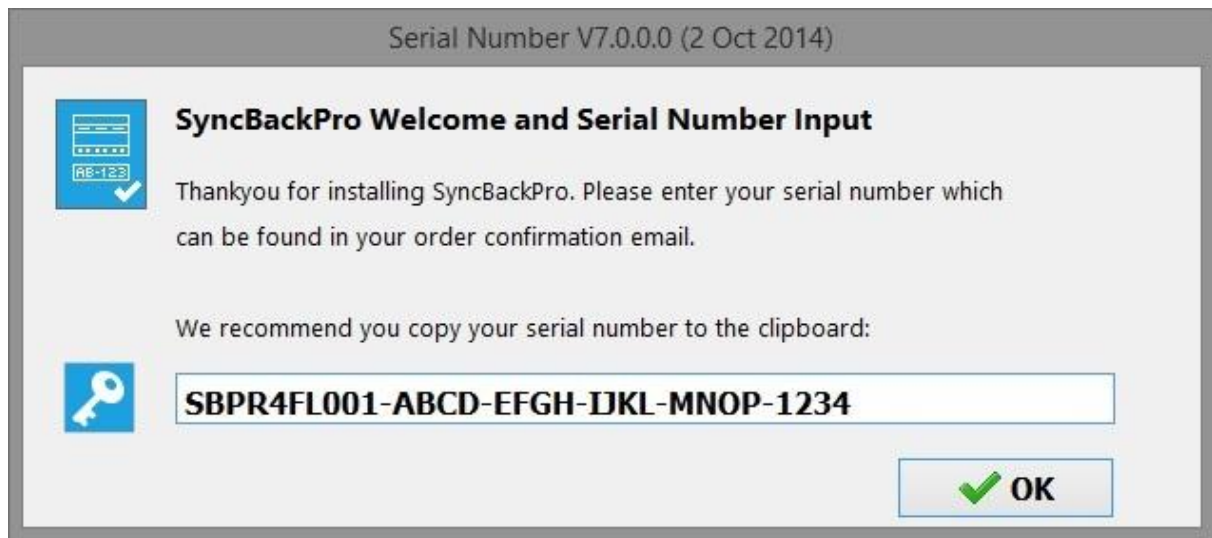 Serial Number V7.0.0.0 (2 Oct 2014)
SyncBackPro Welcome and Serial Number Input
AB-123
Thankyou for installing SyncBackPro. Please enter your serial number which
can be found in your order confirmation email.
We recommend you copy your serial number to the clipboard:
SBPR4FL001-ABCD-EFGH-IJKL-MNOP-1234
OK